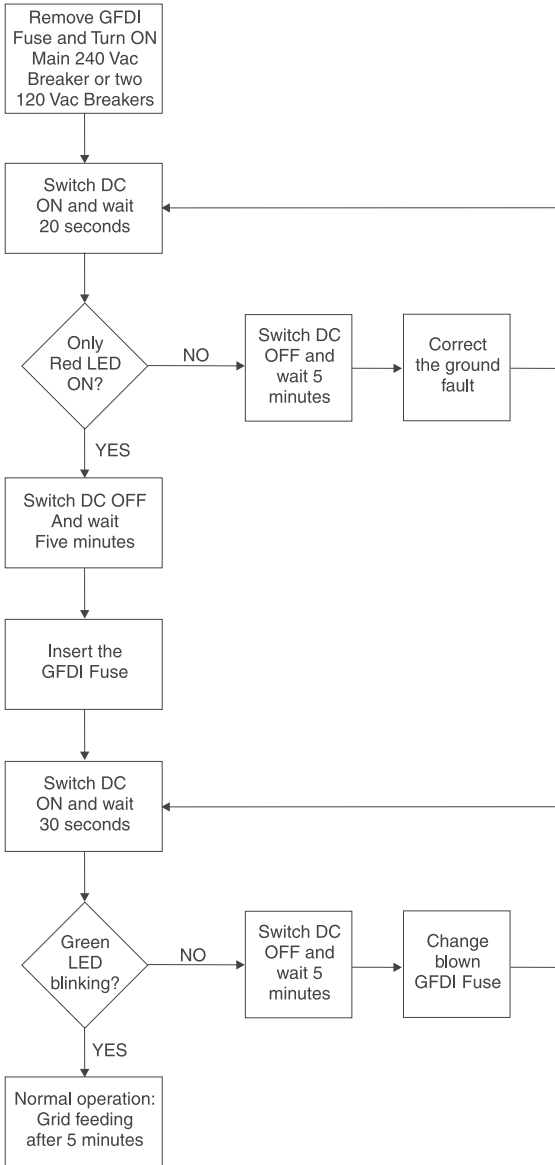 Remove GFDI
Fuse and Turn ON
Main 240 Vac
Breaker or two
120 Vac Breakers
Switch DC
ON and wait
20 seconds
Only
Red LED
ON?
NO
Switch DC
OFF and
wait 5
minutes
Correct
the ground
fault
YES
Switch DC OFF
And wait
Five minutes
Insert the
GFDI Fuse
Switch DC
ON and wait
30 seconds
Green
LED
blinking?
NO
Switch DC
OFF and
wait 5
minutes
Change
blown
GFDI Fuse
YES
Normal operation:
Grid feeding
after 5 minutes